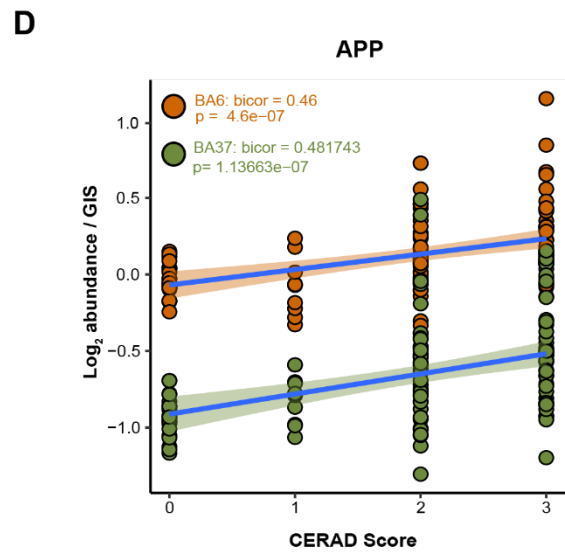 D
APP
BA6: bicor = 0.46
p = 4.6e−07
BA37: bicor = 0.481743
p= 1.13663e−07
Log2 abundance / GIS
1.0
0.5
0.0
−0.5
−1.0
0 1 2 3
CERAD Score